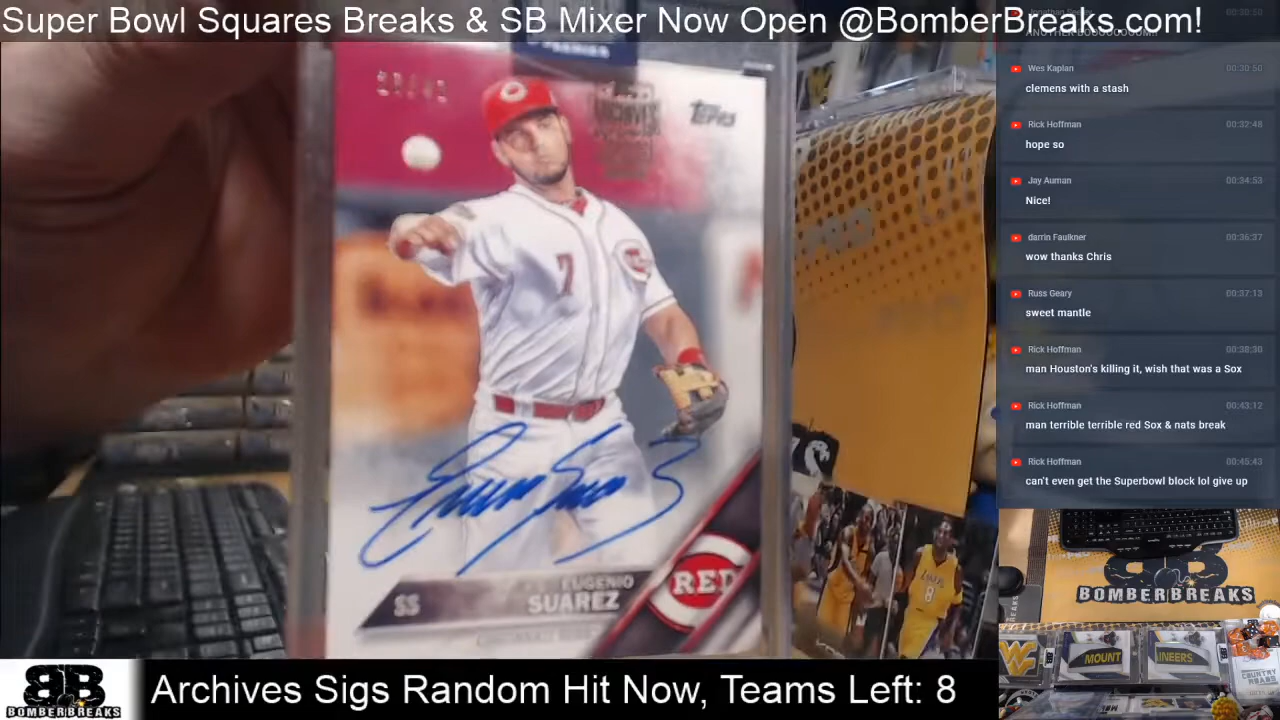 Super Bowl Squares Breaks & SB Mixer Now Open @BomberBreaks.com!
Topps
7
EUGENIO
SUAREZ
SS
REDS
8
00:30:50
Wes Kaplan 00:30:50
clemens with a stash
Rick Hoffman 00:32:48
hope so
Jay Auman 00:34:53
Nice!
darrin Faulkner 00:36:37
wow thanks Chris
Russ Geary 00:37:13
sweet mantle
Rick Hoffman 00:38:30
man Houston's killing it, wish that was a Sox
Rick Hoffman 00:43:12
man terrible terrible red Sox & nats break
Rick Hoffman 00:45:43
can't even get the Superbowl block lol give up
BOMBERBREAKS
MOUNT
AINEERS
BOMBERBREAKS
Archives Sigs Random Hit Now, Teams Left: 8